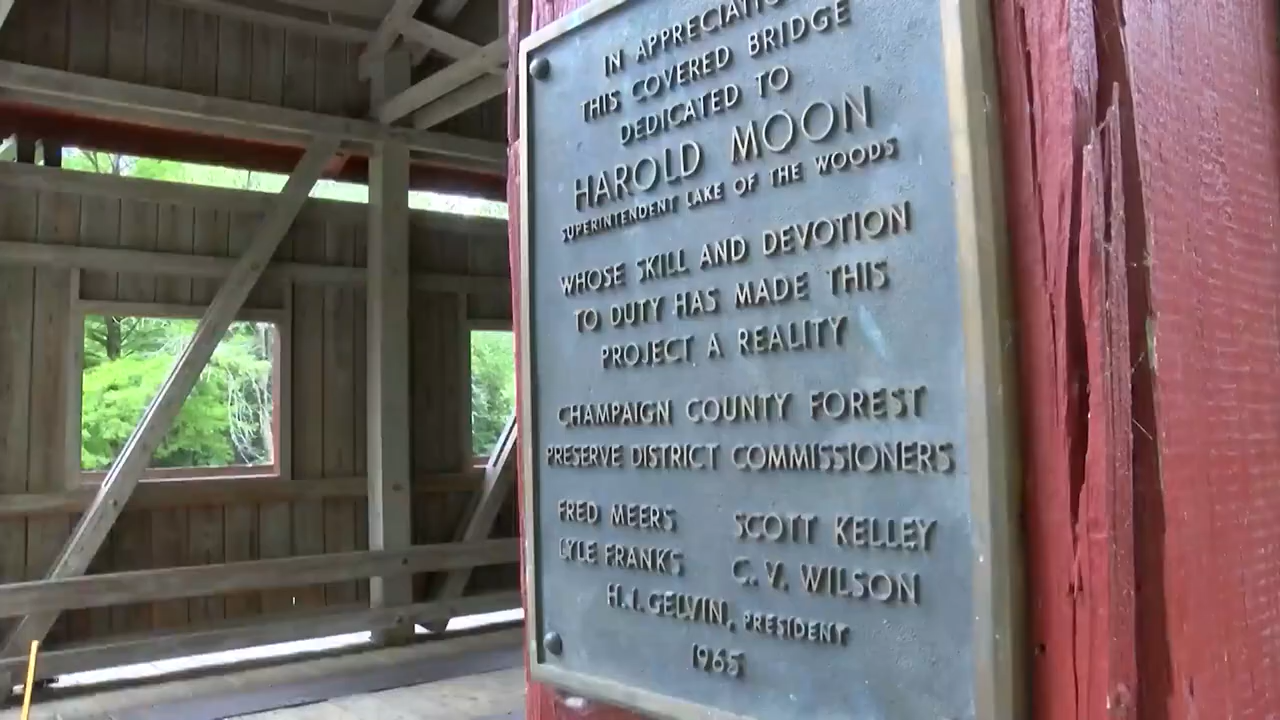 IN APPRECIATION
THIS COVERED BRIDGE
DEDICATED TO
HAROLD MOON
SUPERINTENDENT LAKE OF THE WOODS
WHOSE SKILL AND DEVOTION
TO DUTY HAS MADE THIS
PROJECT A REALITY
CHAMPAIGN COUNTY FOREST
PRESERVE DISTRICT COMMISSIONERS
FRED MEERS SCOTT KELLEY
LYLE FRANKS C. V. WILSON
H. I. GELVIN, PRESIDENT
1965